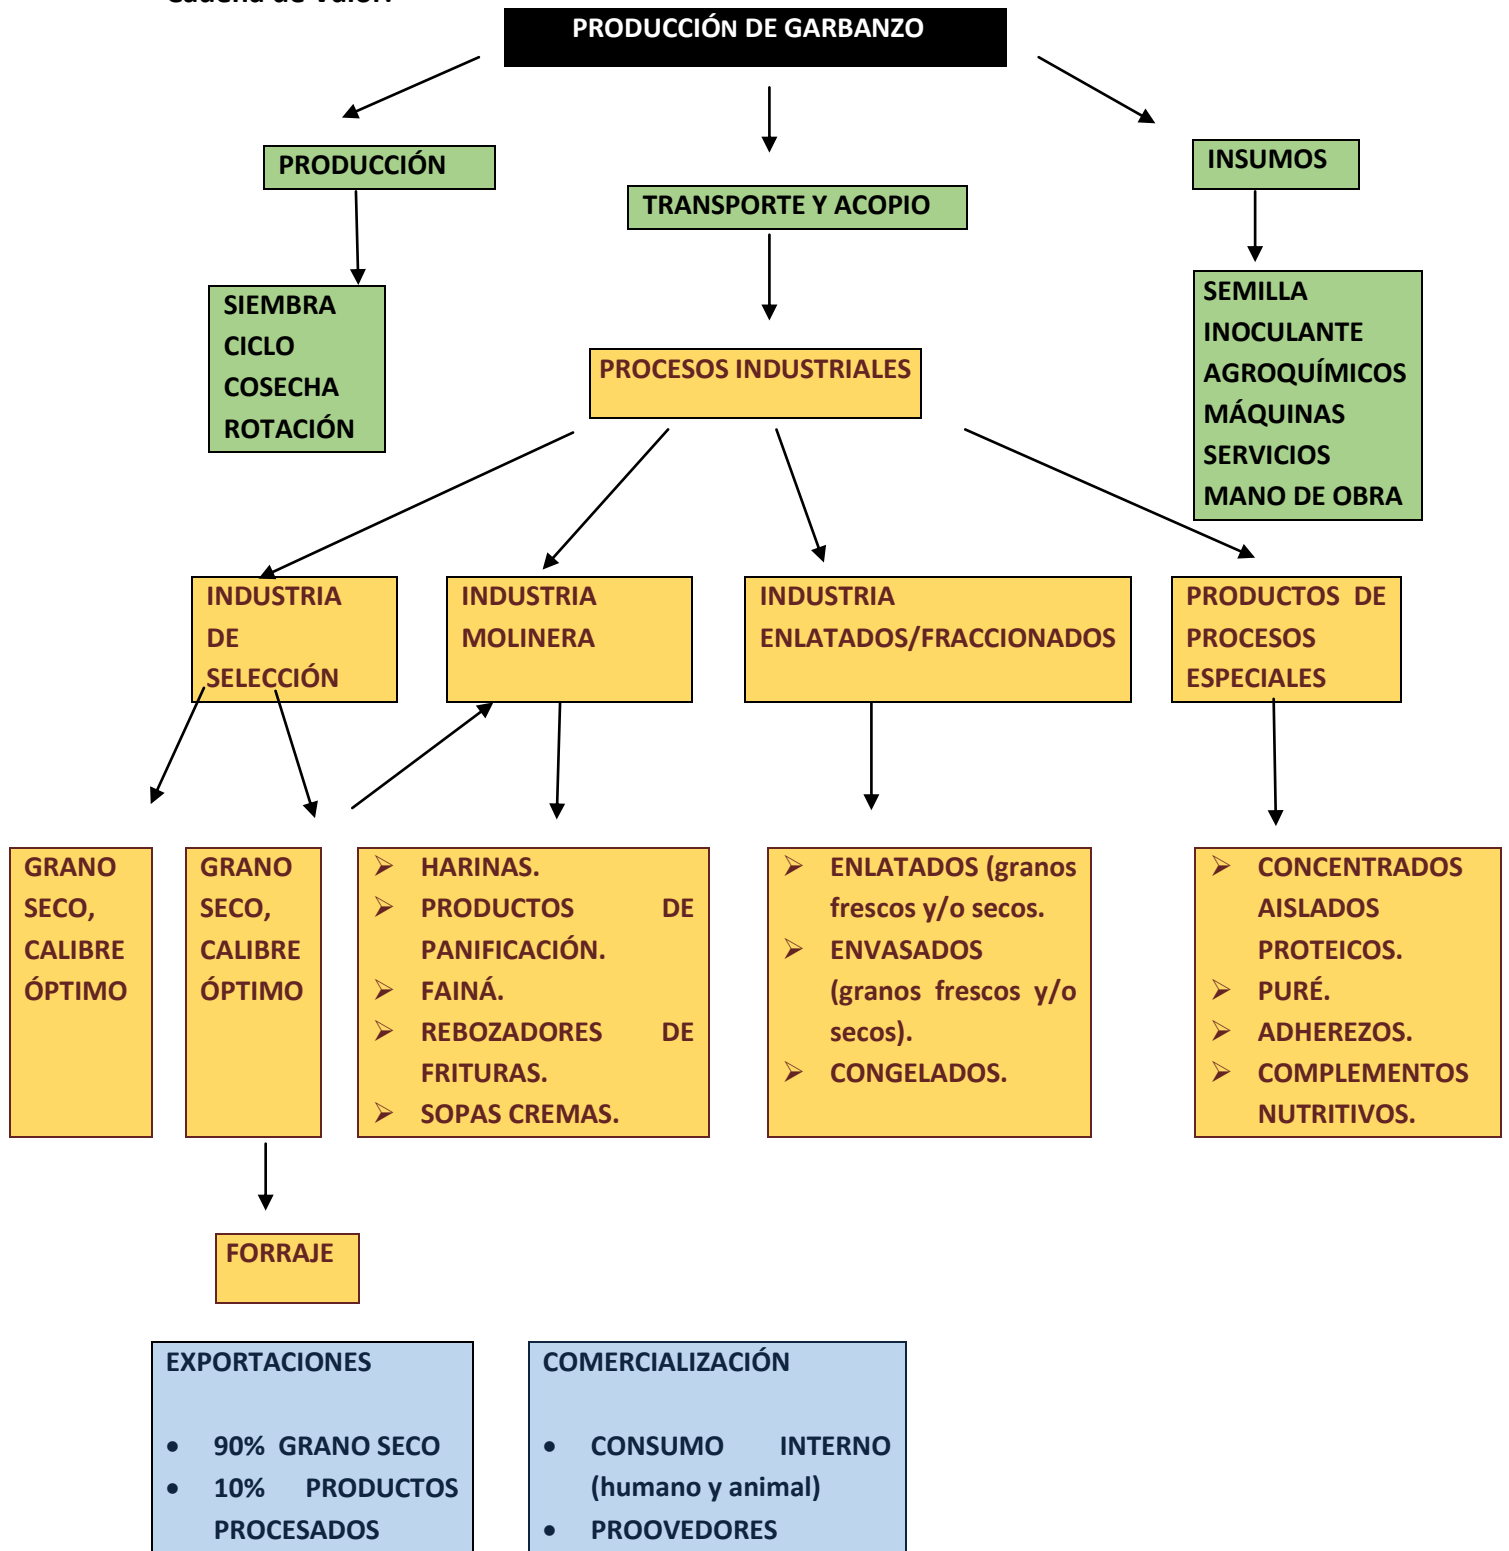 Cadena de Valor:
PRODUCCIÓN DE GARBANZO
PRODUCCIÓN
INSUMOS
TRANSPORTE Y ACOPIO
SIEMBRA
CICLO
COSECHA
ROTACIÓN
SEMILLA
INOCULANTE
AGROQUÍMICOS
MÁQUINAS
SERVICIOS
MANO DE OBRA
PROCESOS INDUSTRIALES
INDUSTRIA
DE
SELECCIÓN
INDUSTRIA
MOLINERA
INDUSTRIA
ENLATADOS/FRACCIONADOS
PRODUCTOS DE
PROCESOS
ESPECIALES
GRANO
SECO,
CALIBRE
ÓPTIMO
GRANO
SECO,
CALIBRE
ÓPTIMO
➢ HARINAS.
➢ PRODUCTOS DE
PANIFICACIÓN.
➢ FAINÁ.
➢ REBOZADORES DE
FRITURAS.
➢ SOPAS CREMAS.
➢ ENLATADOS (granos
frescos y/o secos.
➢ ENVASADOS
(granos frescos y/o
secos).
➢ CONGELADOS.
➢ CONCENTRADOS
AISLADOS
PROTEICOS.
➢ PURÉ.
➢ ADHEREZOS.
➢ COMPLEMENTOS
NUTRITIVOS.
FORRAJE
EXPORTACIONES
• 90% GRANO SECO
• 10% PRODUCTOS
PROCESADOS
COMERCIALIZACIÓN
• CONSUMO INTERNO
(humano y animal)
• PROOVEDORES